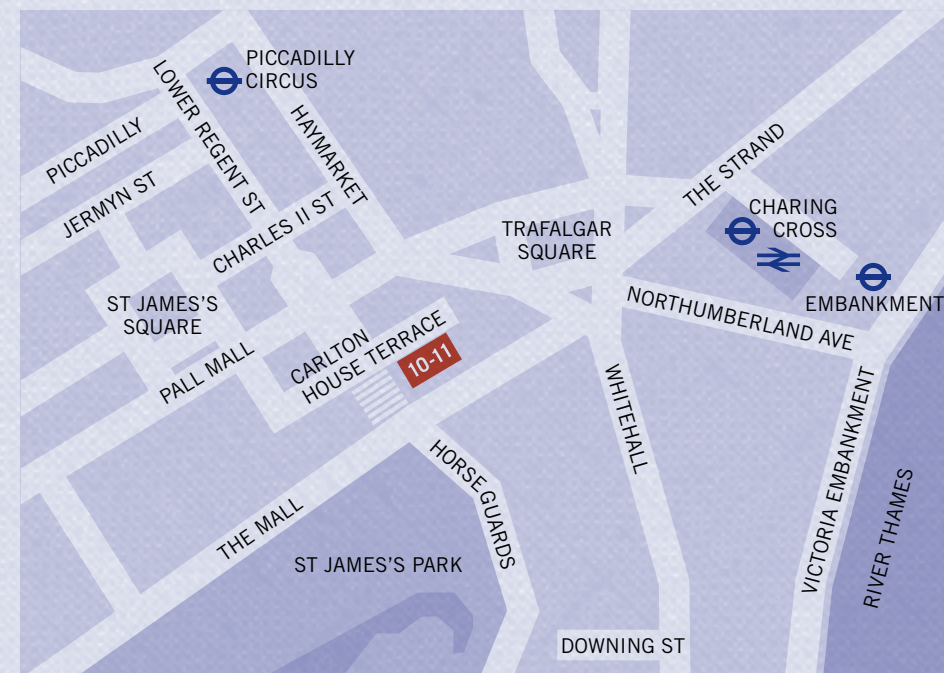 PICCADILLY
CIRCUS
LOWER REGENT ST
HAYMARKET
PICCADILLY
JERMYN ST
CHARLES II ST
THE STRAND
CHARING
CROSS
TRAFALGAR
SQUARE
EMBANKMENT
ST JAMES'S
SQUARE
NORTHUMBERLAND AVE
PALL MALL
CARLTON
HOUSE TERRACE
10-11
WHITEHALL
VICTORIA EMBANKMENT
HORSE GUARDS
RIVER THAMES
THE MALL
ST JAMES'S PARK
DOWNING ST